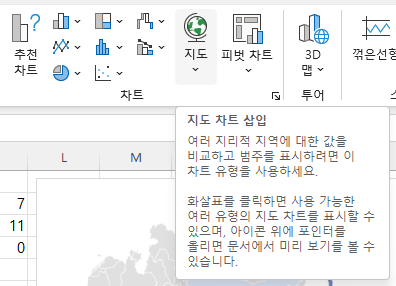 추천
차트
지도
피벗 차트
3D
맵
꺾은선형
차트
투어
지도 차트 삽입
여러 지리적 지역에 대한 값을
비교하고 범주를 표시하려면 이
차트 유형을 사용하세요.
화살표를 클릭하면 사용 가능한
여러 유형의 지도 차트를 표시할 수
있으며, 아이콘 위에 포인터를
올리면 문서에서 미리 보기를 볼 수
있습니다.
L
M
7
11
0